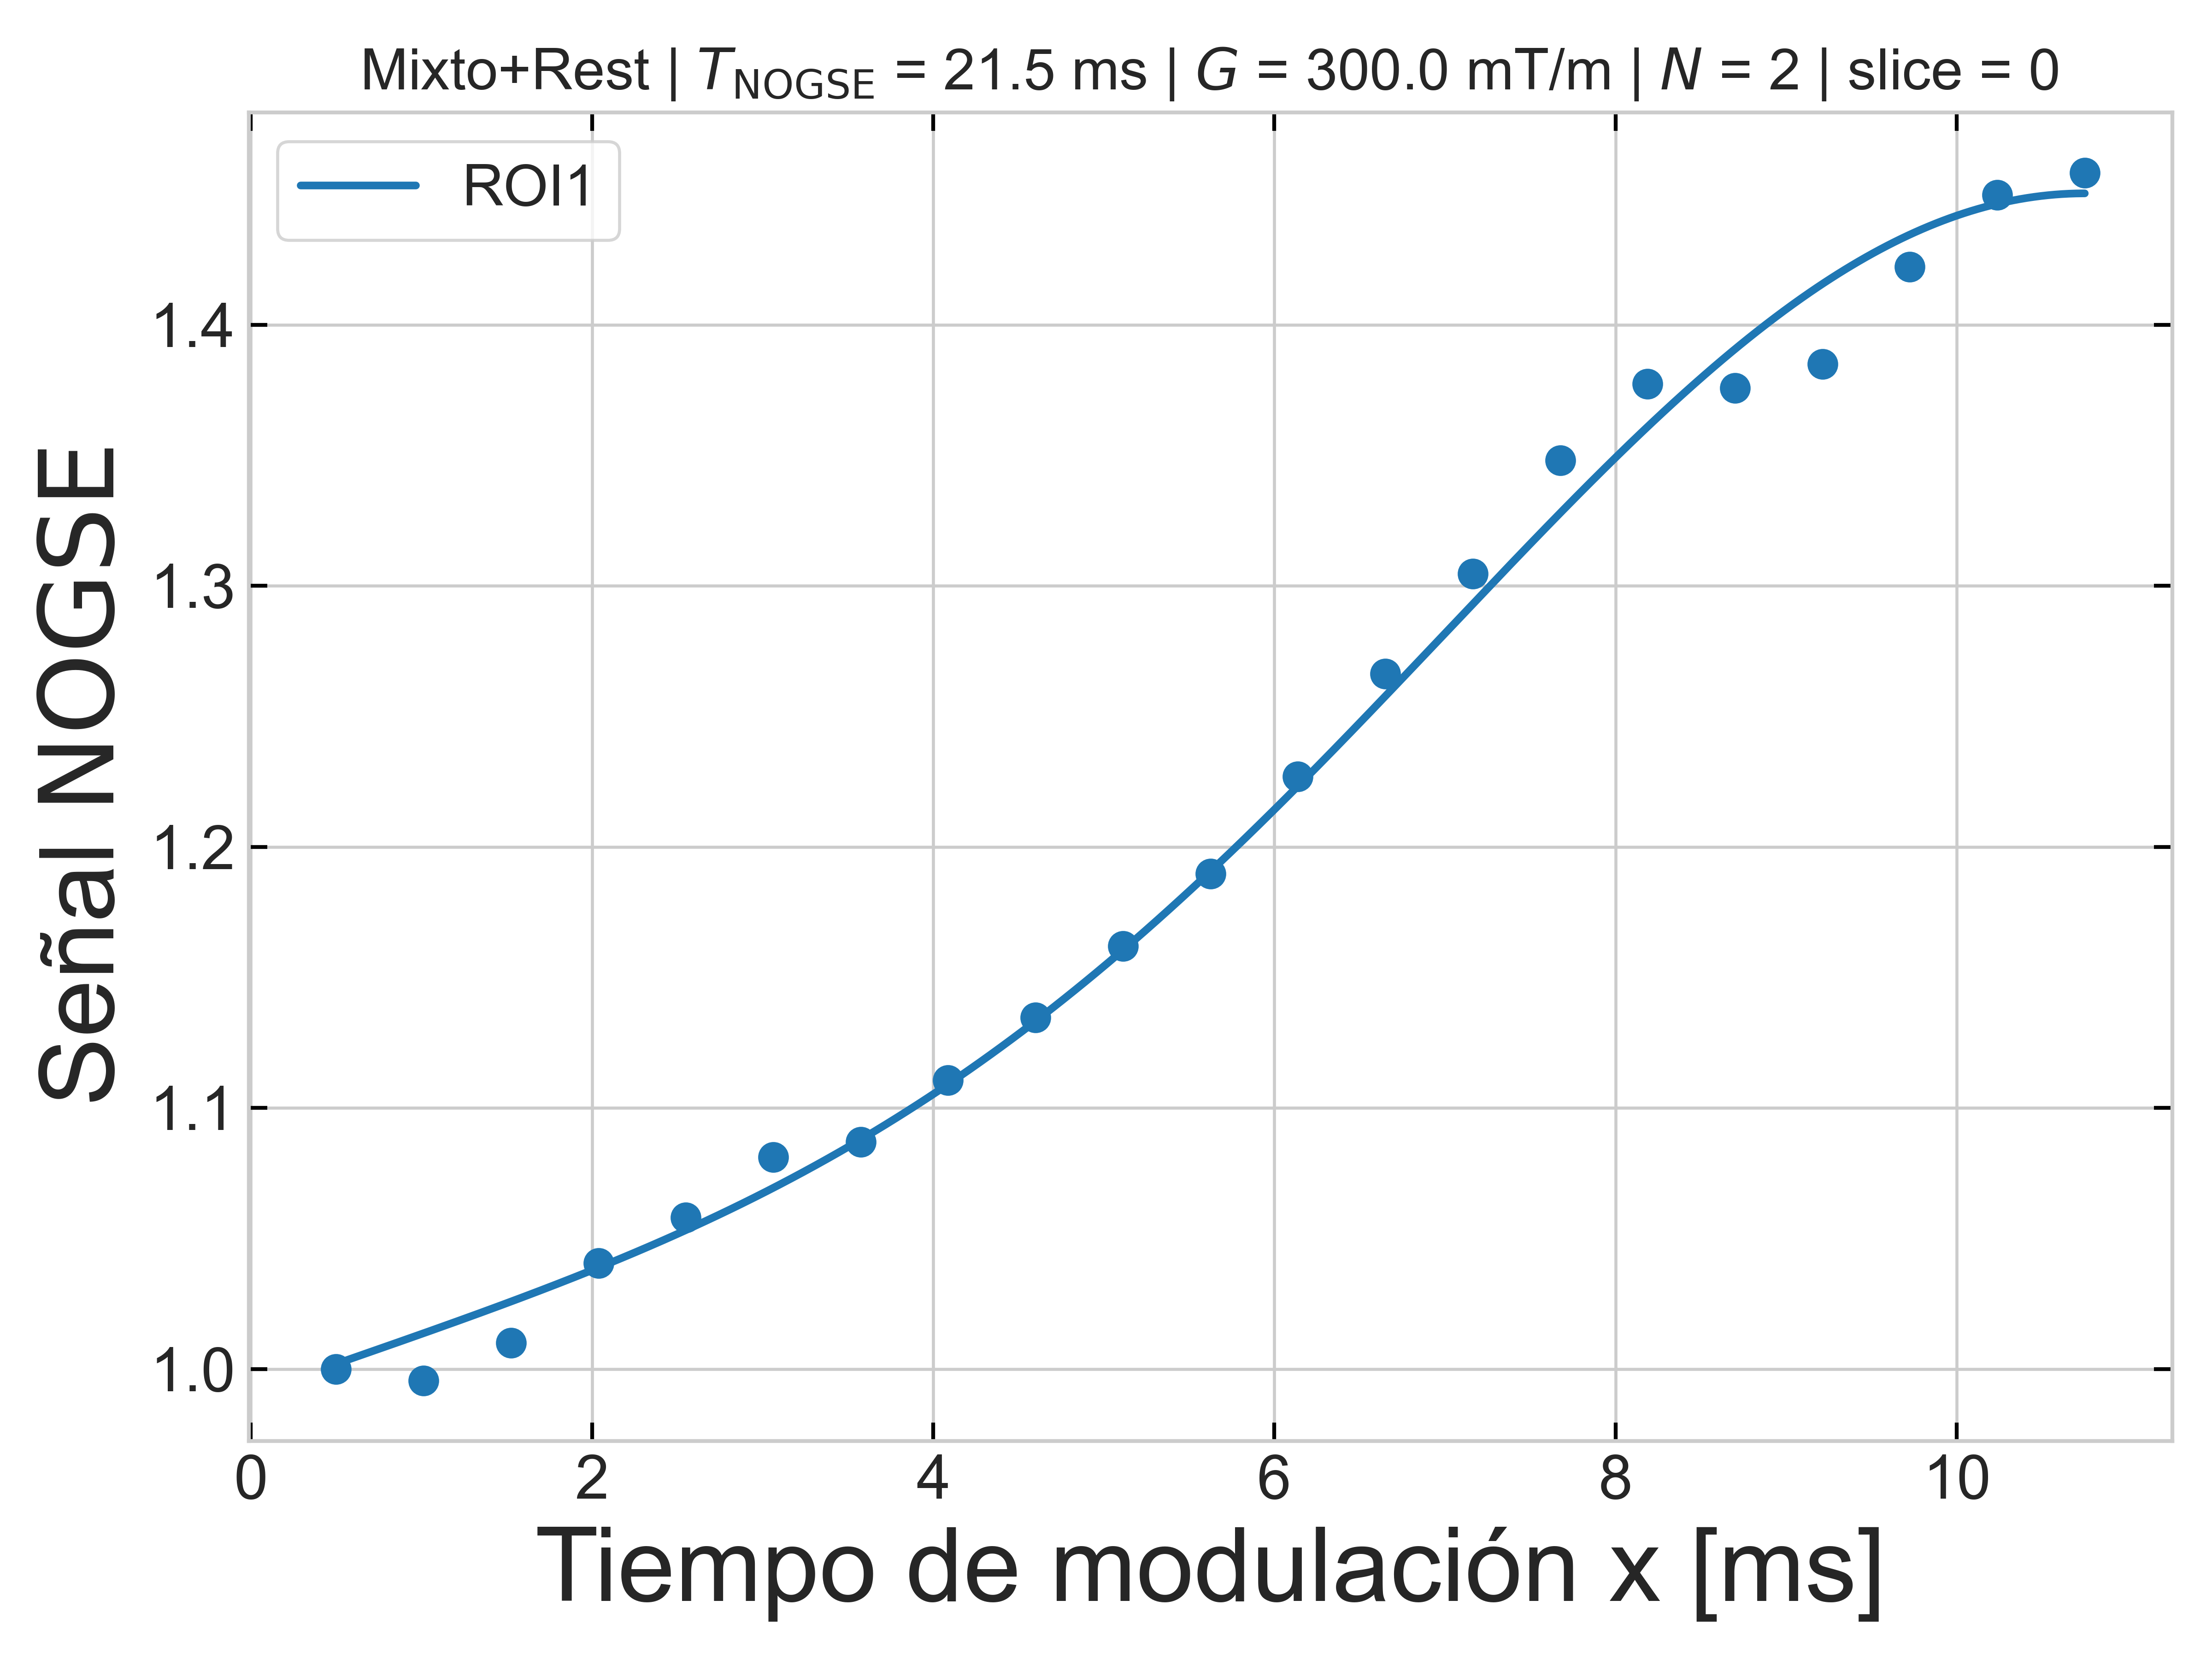 Mixto+Rest | T_NOGSE = 21.5 ms | G = 300.0 mT/m | N = 2 | slice = 0
ROI1
Señal NOGSE
1.4
1.3
1.2
1.1
1.0
0 2 4 6 8 10
Tiempo de modulación x [ms]